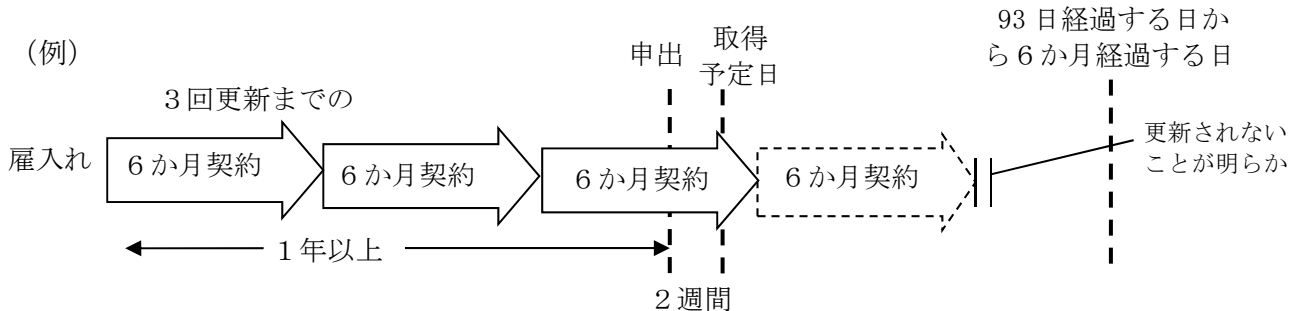 (例)
93 日経過する日か
ら６か月経過する日
申出
取得
予定日
３回更新までの
更新されない
ことが明らか
雇入れ
６か月契約
６か月契約
６か月契約
６か月契約
１年以上
２週間